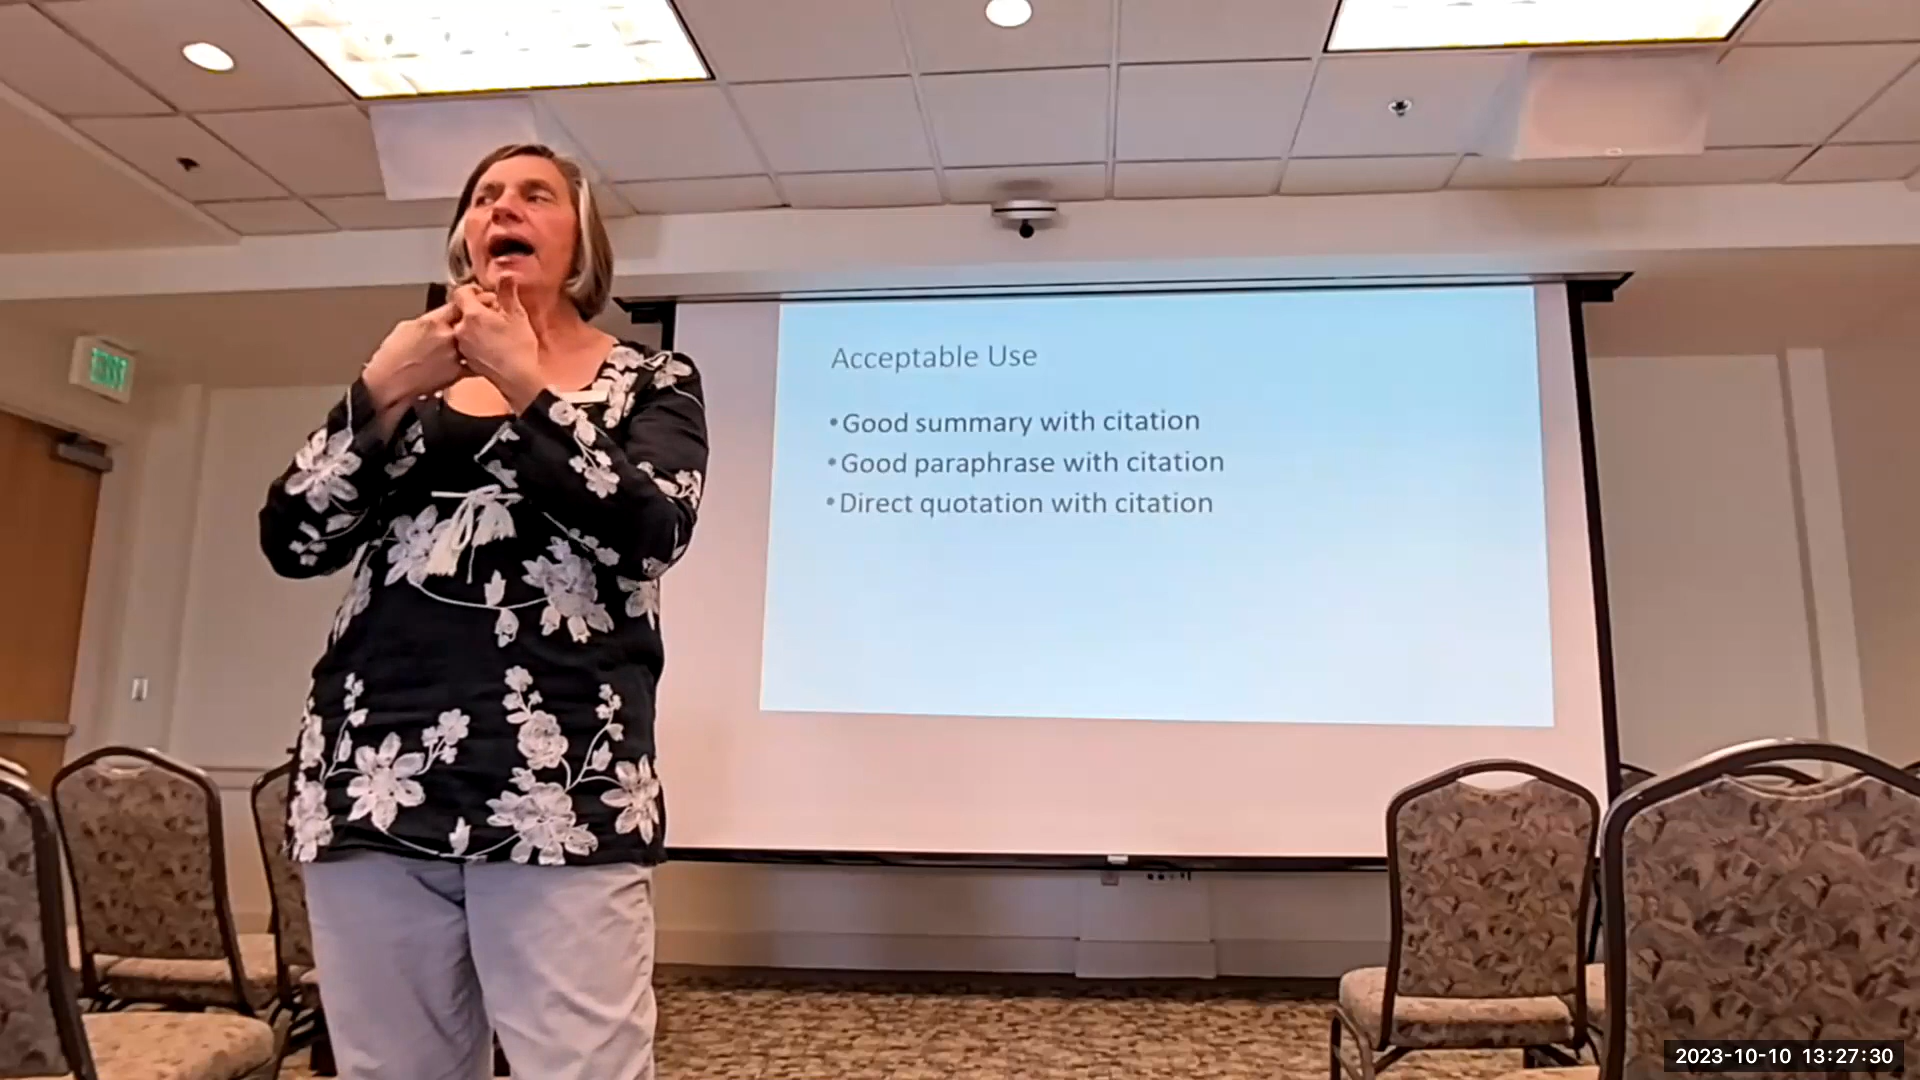 Acceptable Use
•Good summary with citation
•Good paraphrase with citation
•Direct quotation with citation
2023-10-10 13:27:30